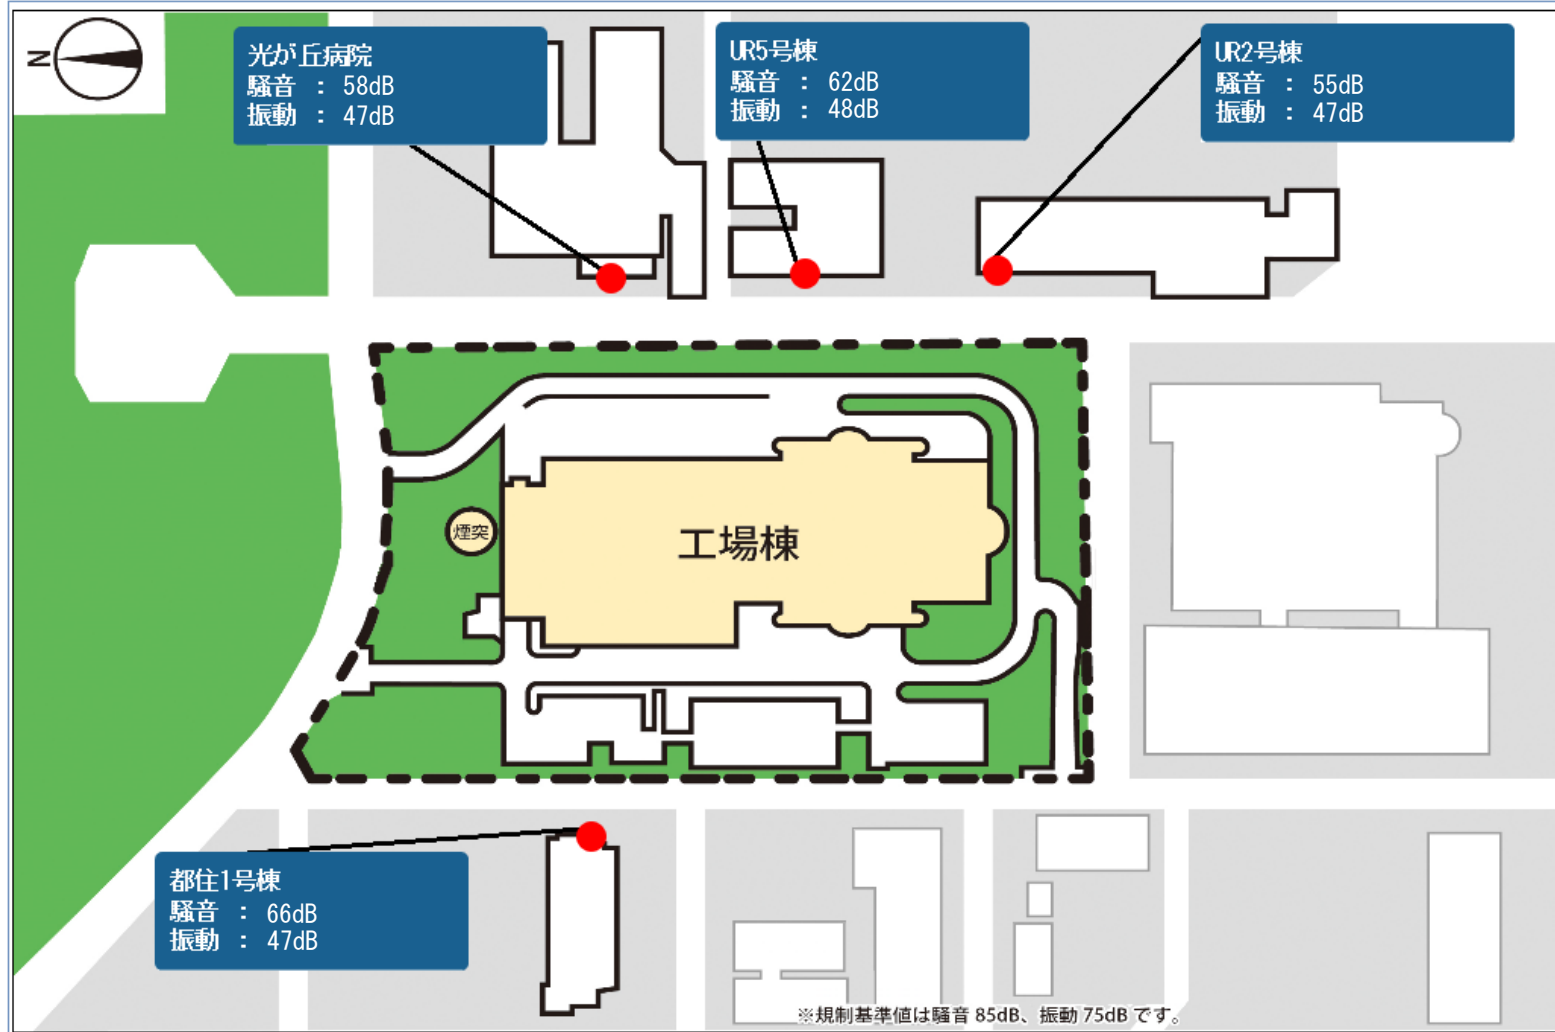 N
光が丘病院
騒音 : 58dB
振動 : 47dB
UR5号棟
騒音 : 62dB
振動 : 48dB
UR2号棟
騒音 : 55dB
振動 : 47dB
煙突
工場棟
都住1号棟
騒音 : 66dB
振動 : 47dB
※規制基準値は騒音 85dB、振動 75dB です。